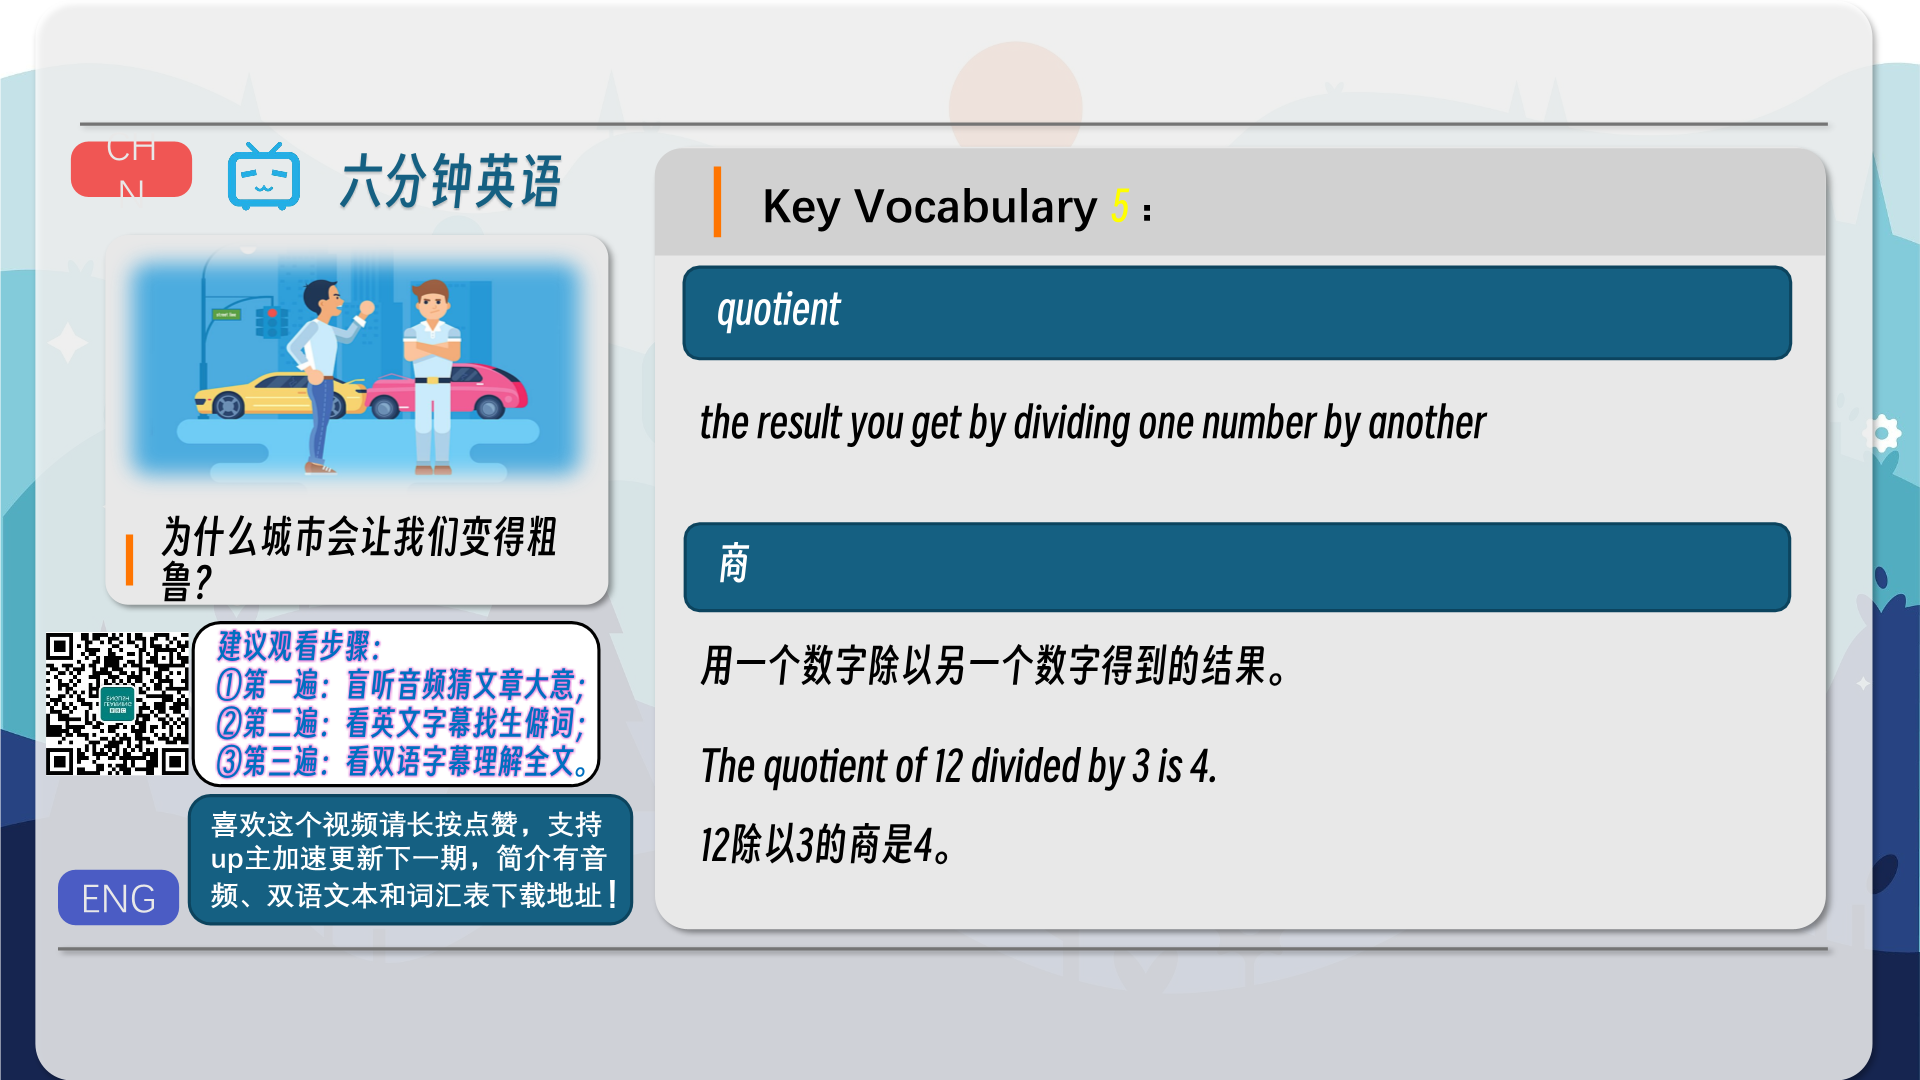 CH
N
六分钟英语
为什么城市会让我们变得粗
鲁？
建议观看步骤：
①第一遍：盲听音频猜文章大意；
②第二遍：看英文字幕找生僻词；
③第三遍：看双语字幕理解全文。
喜欢这个视频请长按点赞，支持
up主加速更新下一期，简介有音
频、双语文本和词汇表下载地址！
ENG
Key Vocabulary 5：
quotient
the result you get by dividing one number by another
商
用一个数字除以另一个数字得到的结果。
The quotient of 12 divided by 3 is 4.
12除以3的商是4。